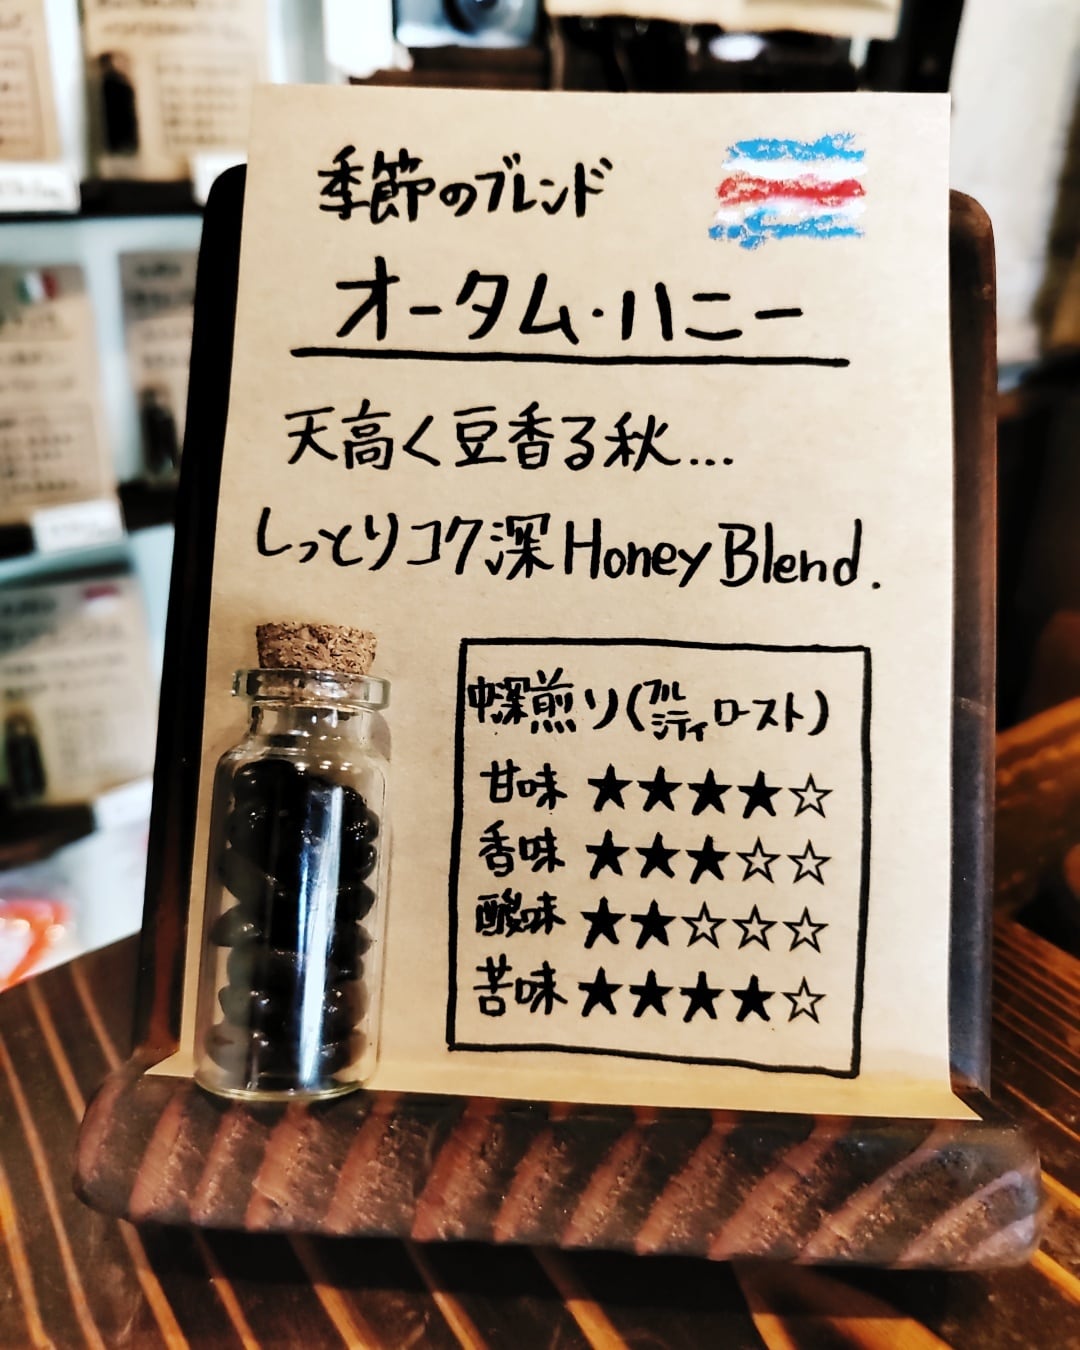 季節のブレンド
オータム・ハニー
天高く豆香る秋...
しっとりコク深Honey Blend.
中深煎り(フルシティロースト)
甘味 ★★★★☆
香味 ★★★☆☆
酸味 ★★☆☆☆
苦味 ★★★★☆